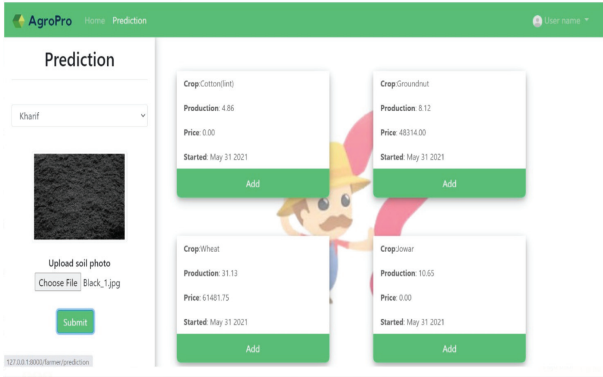 AgroPro Home Prediction User name
Prediction
Kharif
Upload soil photo
Choose File Black_1.jpg
Submit
Crop:Cotton(lint)
Production: 4.86
Price: 0.00
Started: May 31 2021
Add
Crop:Groundnut
Production: 8.12
Price: 48314.00
Started: May 31 2021
Add
Crop:Wheat
Production: 31.13
Price: 61481.75
Started: May 31 2021
Add
Crop:Jowar
Production: 10.65
Price: 0.00
Started: May 31 2021
Add
127.0.0.1:8000/farmer/prediction